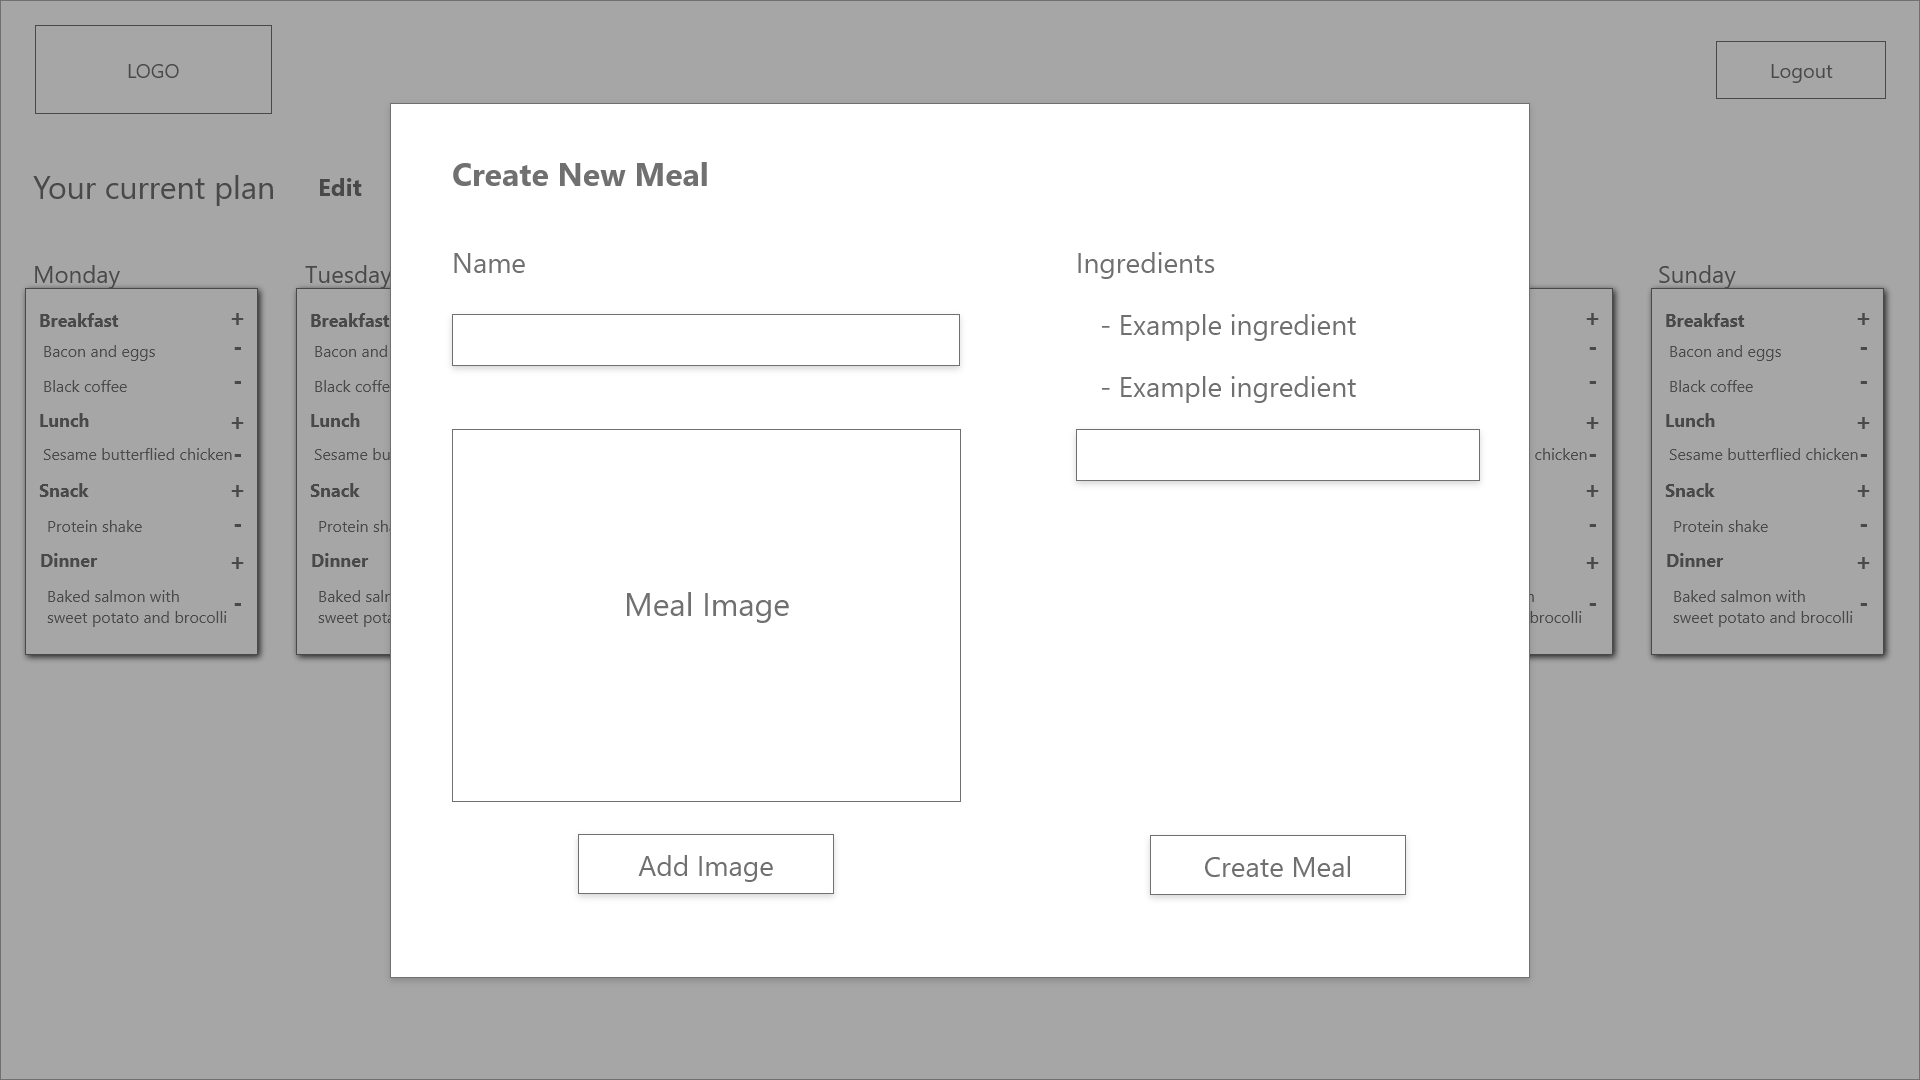 LOGO
Logout
Your current plan
Edit
Create New Meal
Name
Ingredients
- Example ingredient
- Example ingredient
Meal Image
Add Image
Create Meal
Monday
Breakfast +
Bacon and eggs -
Black coffee -
Lunch +
Sesame butterflied chicken -
Snack +
Protein shake -
Dinner +
Baked salmon with
sweet potato and brocolli -
Tuesday
Breakfast
Bacon and
Black coffe
Lunch
Sesame bu
Snack
Protein sh
Dinner
Baked salr
sweet pota
+
-
-
+
chicken -
+
-
+
brocolli -
Sunday
Breakfast +
Bacon and eggs -
Black coffee -
Lunch +
Sesame butterflied chicken -
Snack +
Protein shake -
Dinner +
Baked salmon with
sweet potato and brocolli -